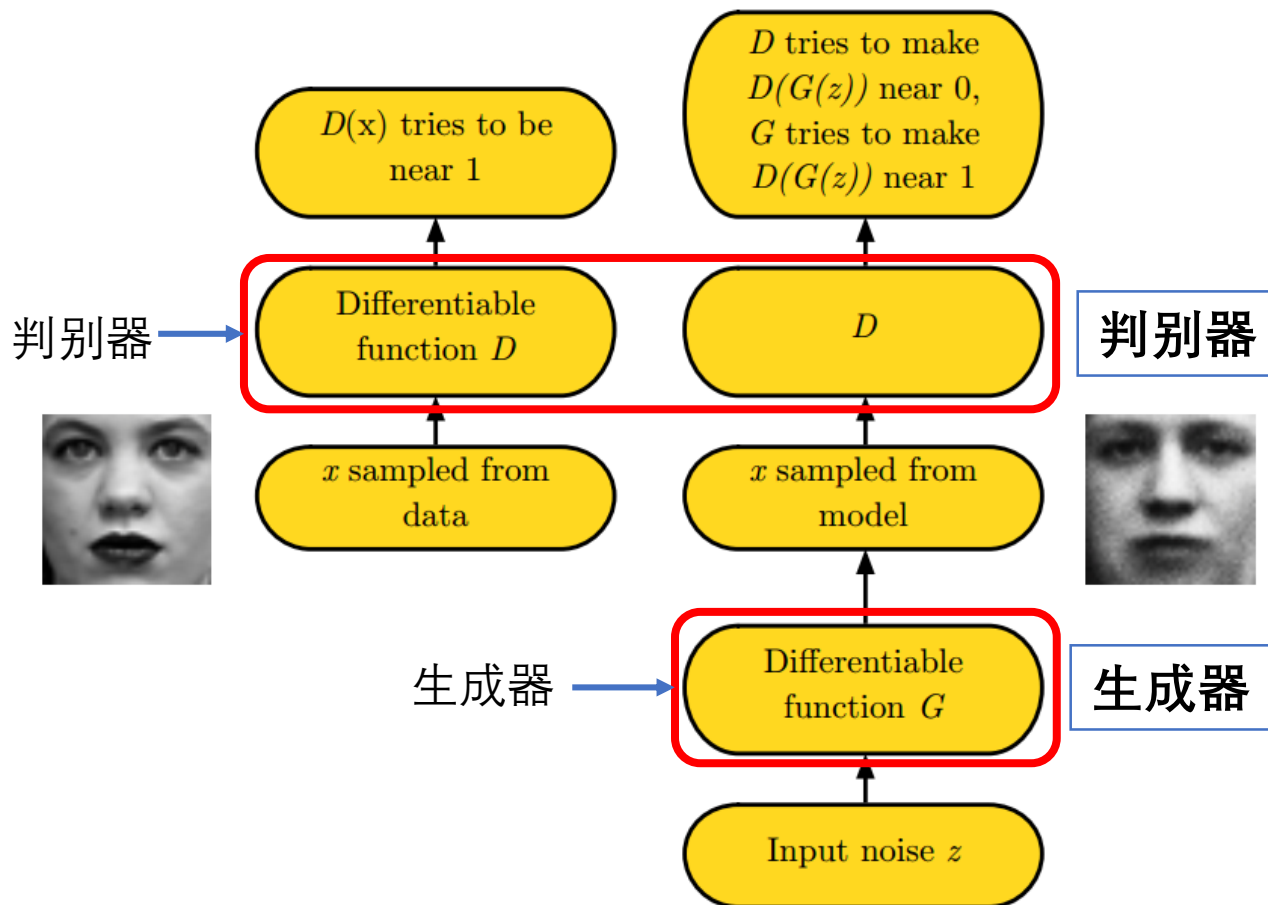 D tries to make
D(G(z)) near 0,
G tries to make
D(G(z)) near 1
D(x) tries to be
near 1
判别器
Differentiable
function D
D
判别器
x sampled from
data
x sampled from
model
生成器
Differentiable
function G
生成器
Input noise z